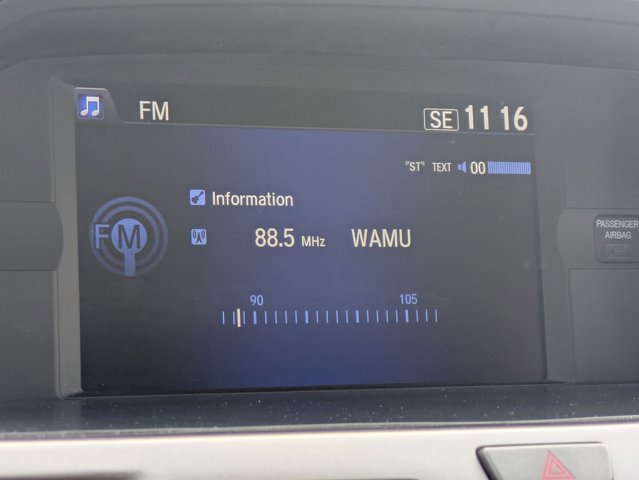 FM
SE 11 16
"ST" TEXT 00
Information
FM
88.5 MHz WAMU
90 105
PASSENGER
AIRBAG